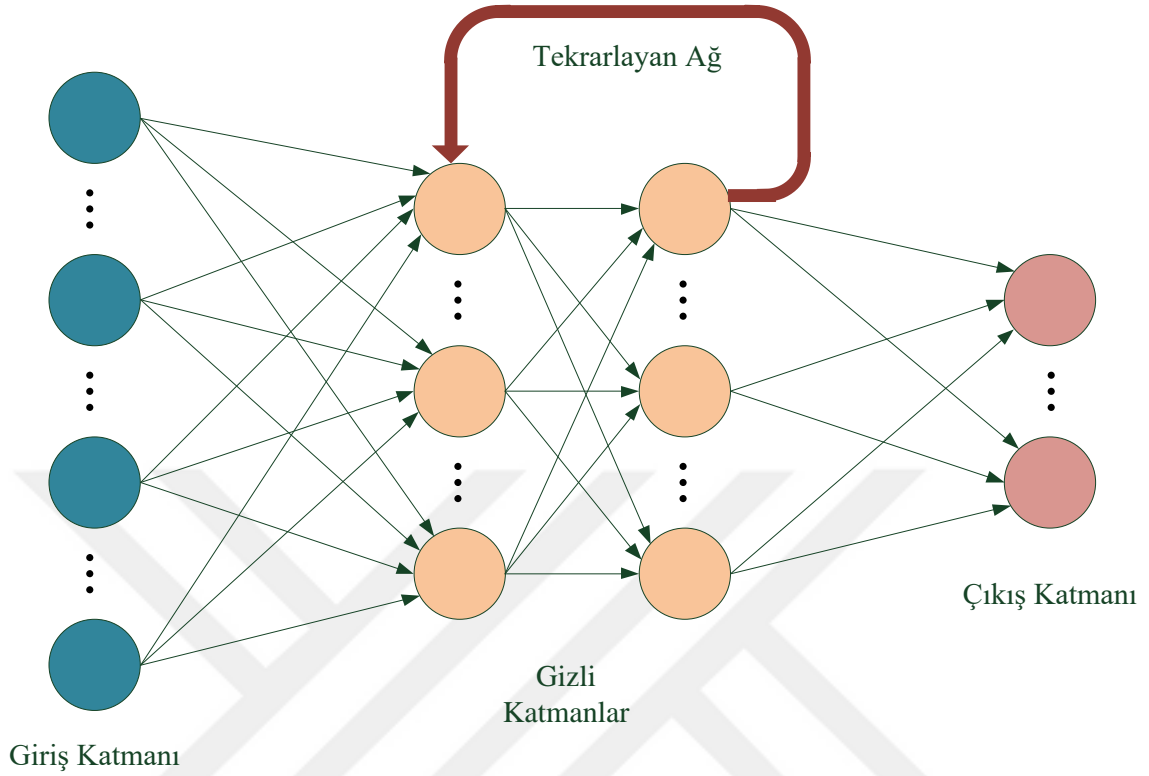 Tekrarlayan Ağ
Çıkış Katmanı
Gizli
Katmanlar
Giriş Katmanı